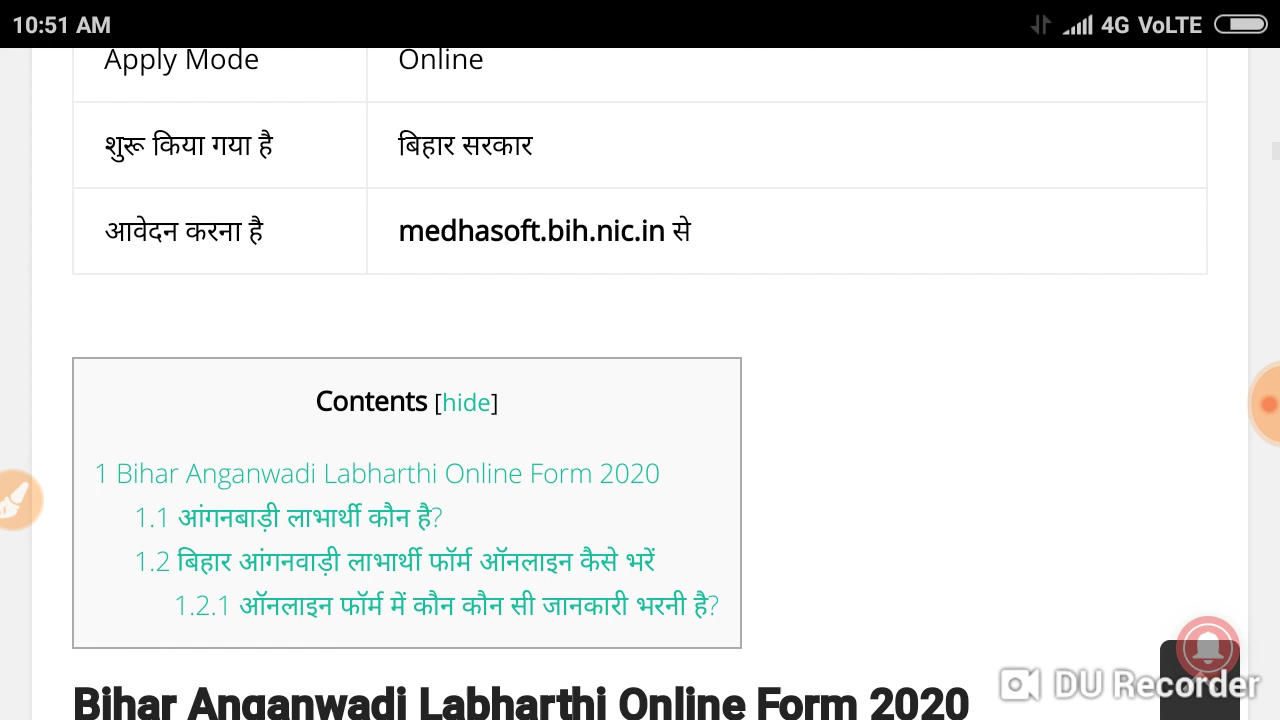 10:51 AM 4G VoLTE
Apply Mode Online
शुरू किया गया है बिहार सरकार
आवेदन करना है medhasoft.bih.nic.in से
Contents [hide]
1 Bihar Anganwadi Labharthi Online Form 2020
1.1 आंगनबाड़ी लाभार्थी कौन है?
1.2 बिहार आंगनवाड़ी लाभार्थी फॉर्म ऑनलाइन कैसे भरें
1.2.1 ऑनलाइन फॉर्म में कौन कौन सी जानकारी भरनी है?
DU Recorder
Bihar Anganwadi Labharthi Online Form 2020